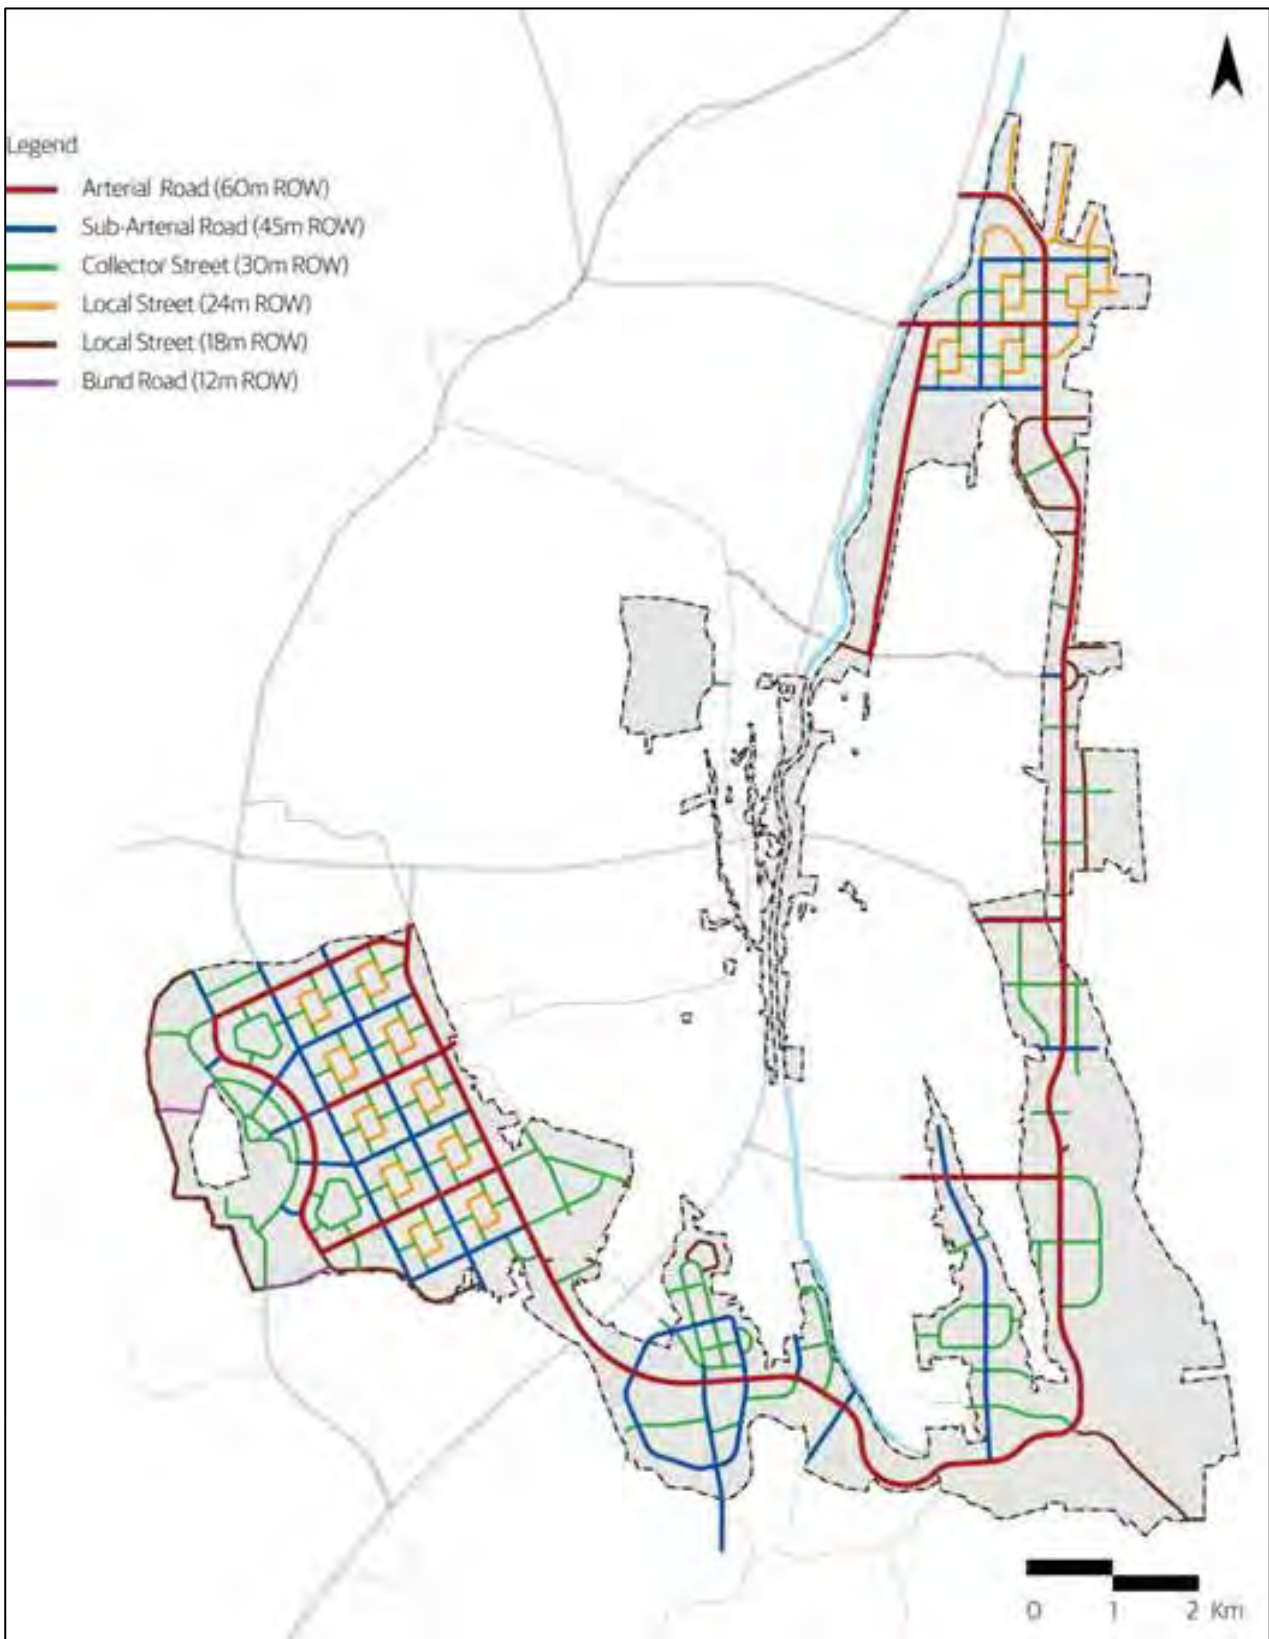 Legend
Arterial Road (60m ROW)
Sub-Arterial Road (45m ROW)
Collector Street (30m ROW)
Local Street (24m ROW)
Local Street (18m ROW)
Bund Road (12m ROW)
0 1 2 Km